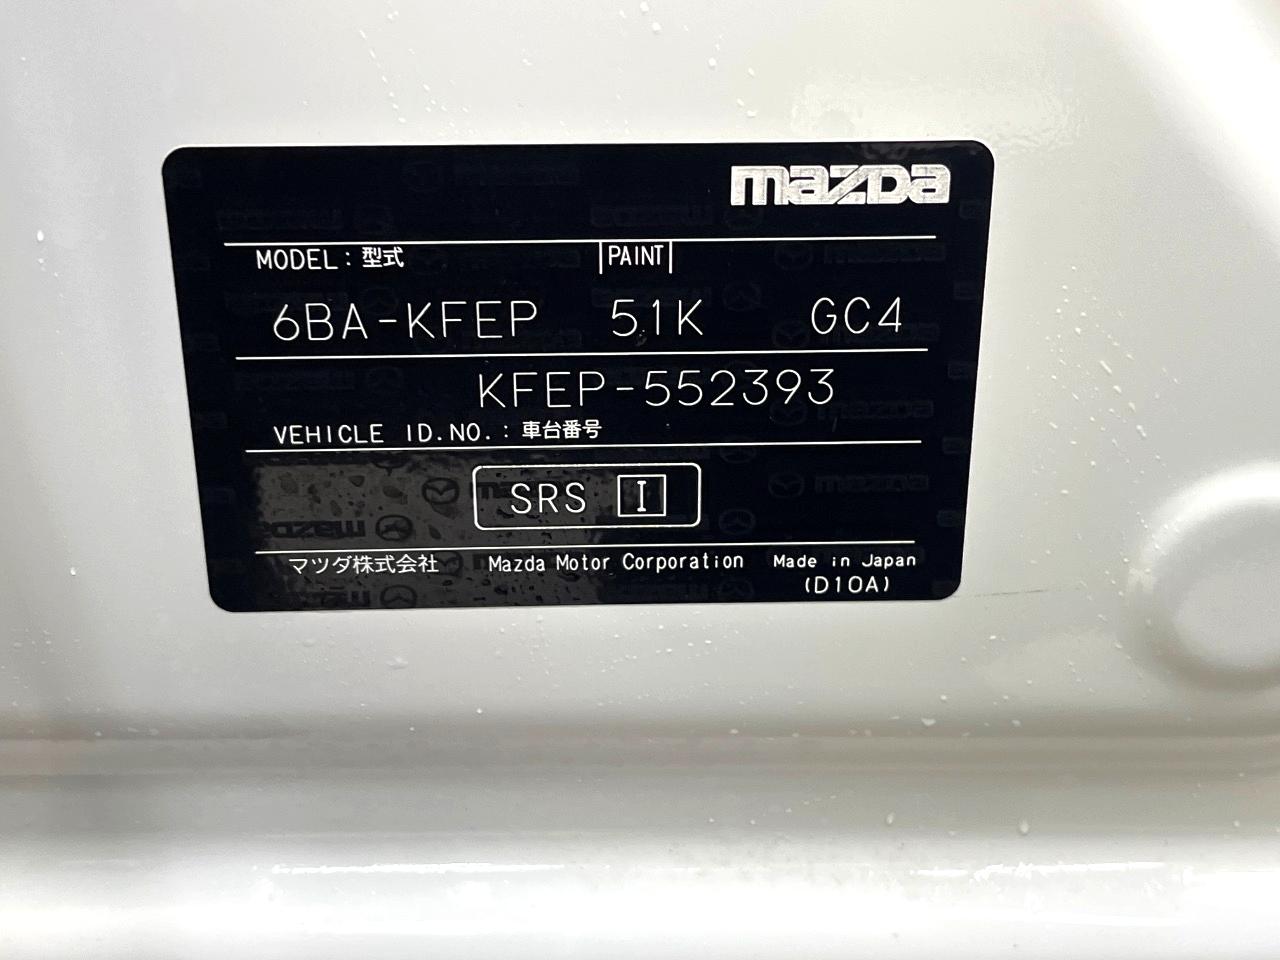 mazda
MODEL : 型式 PAINT
6BA-KFEP 51K GC4
KFEP-552393
VEHICLE ID.NO. : 車台番号
SRS I
マツダ株式会社 Mazda Motor Corporation Made in Japan
(D10A)